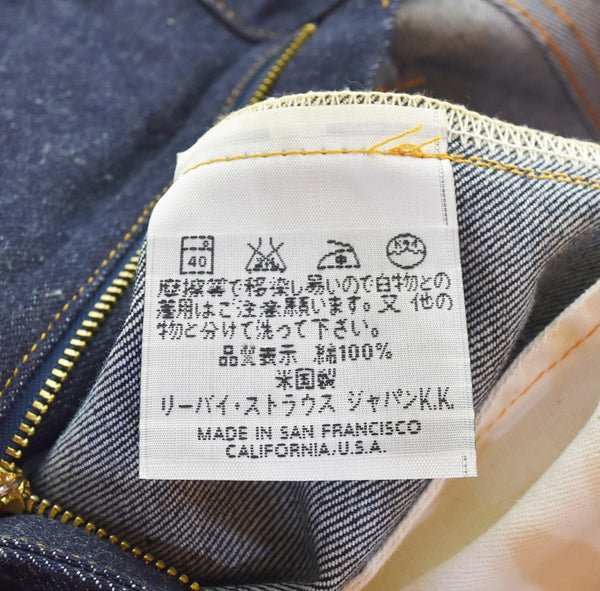 40
ドライ
摩擦等で移染し易いので白物との
着用はご注意願います。又 他の
物と分けて洗って下さい。
品質表示 綿100%
米国製
リーバイ・ストラウス ジャパンK.K.
MADE IN SAN FRANCISCO
CALIFORNIA.U.S.A.